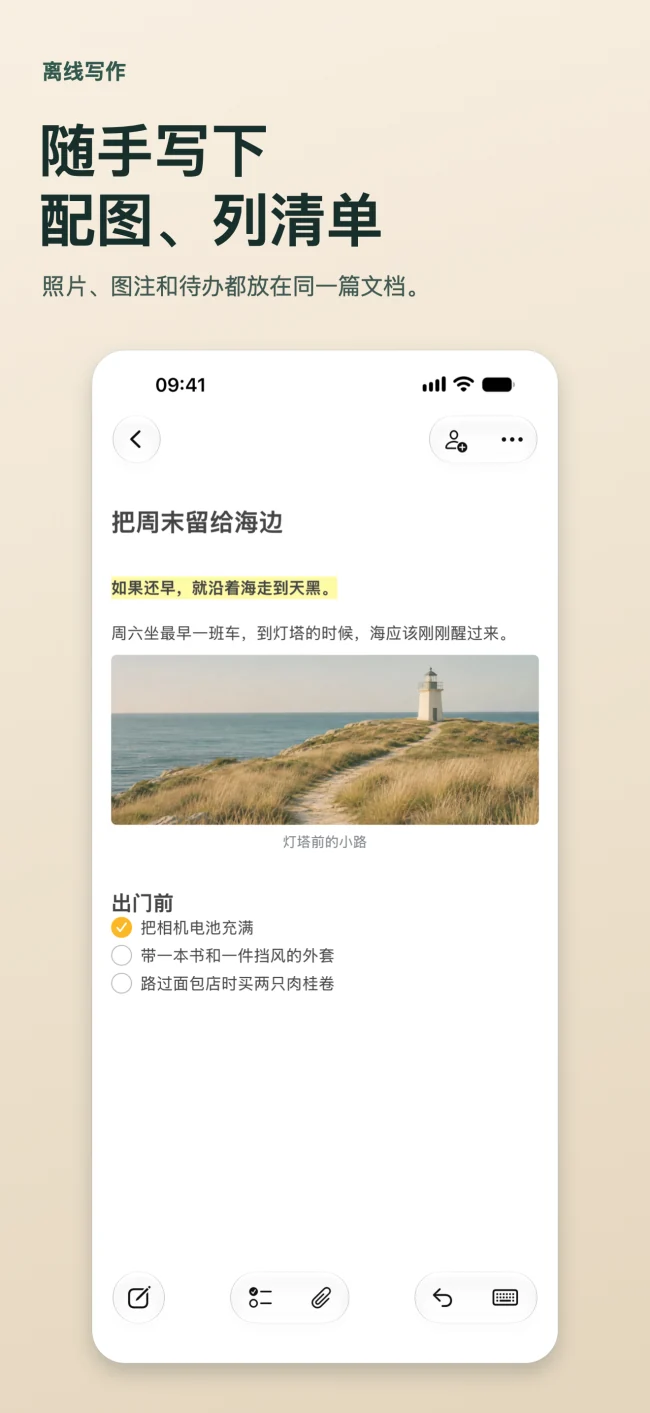 离线写作
随手写下
配图、列清单
照片、图注和待办都放在同一篇文档。
09:41
把周末留给海边
如果还早，就沿着海走到天黑。
周六坐最早一班车，到灯塔的时候，海应该刚刚醒过来。
灯塔前的小路
出门前
把相机电池充满
带一本书和一件挡风的外套
路过面包店时买两只肉桂卷